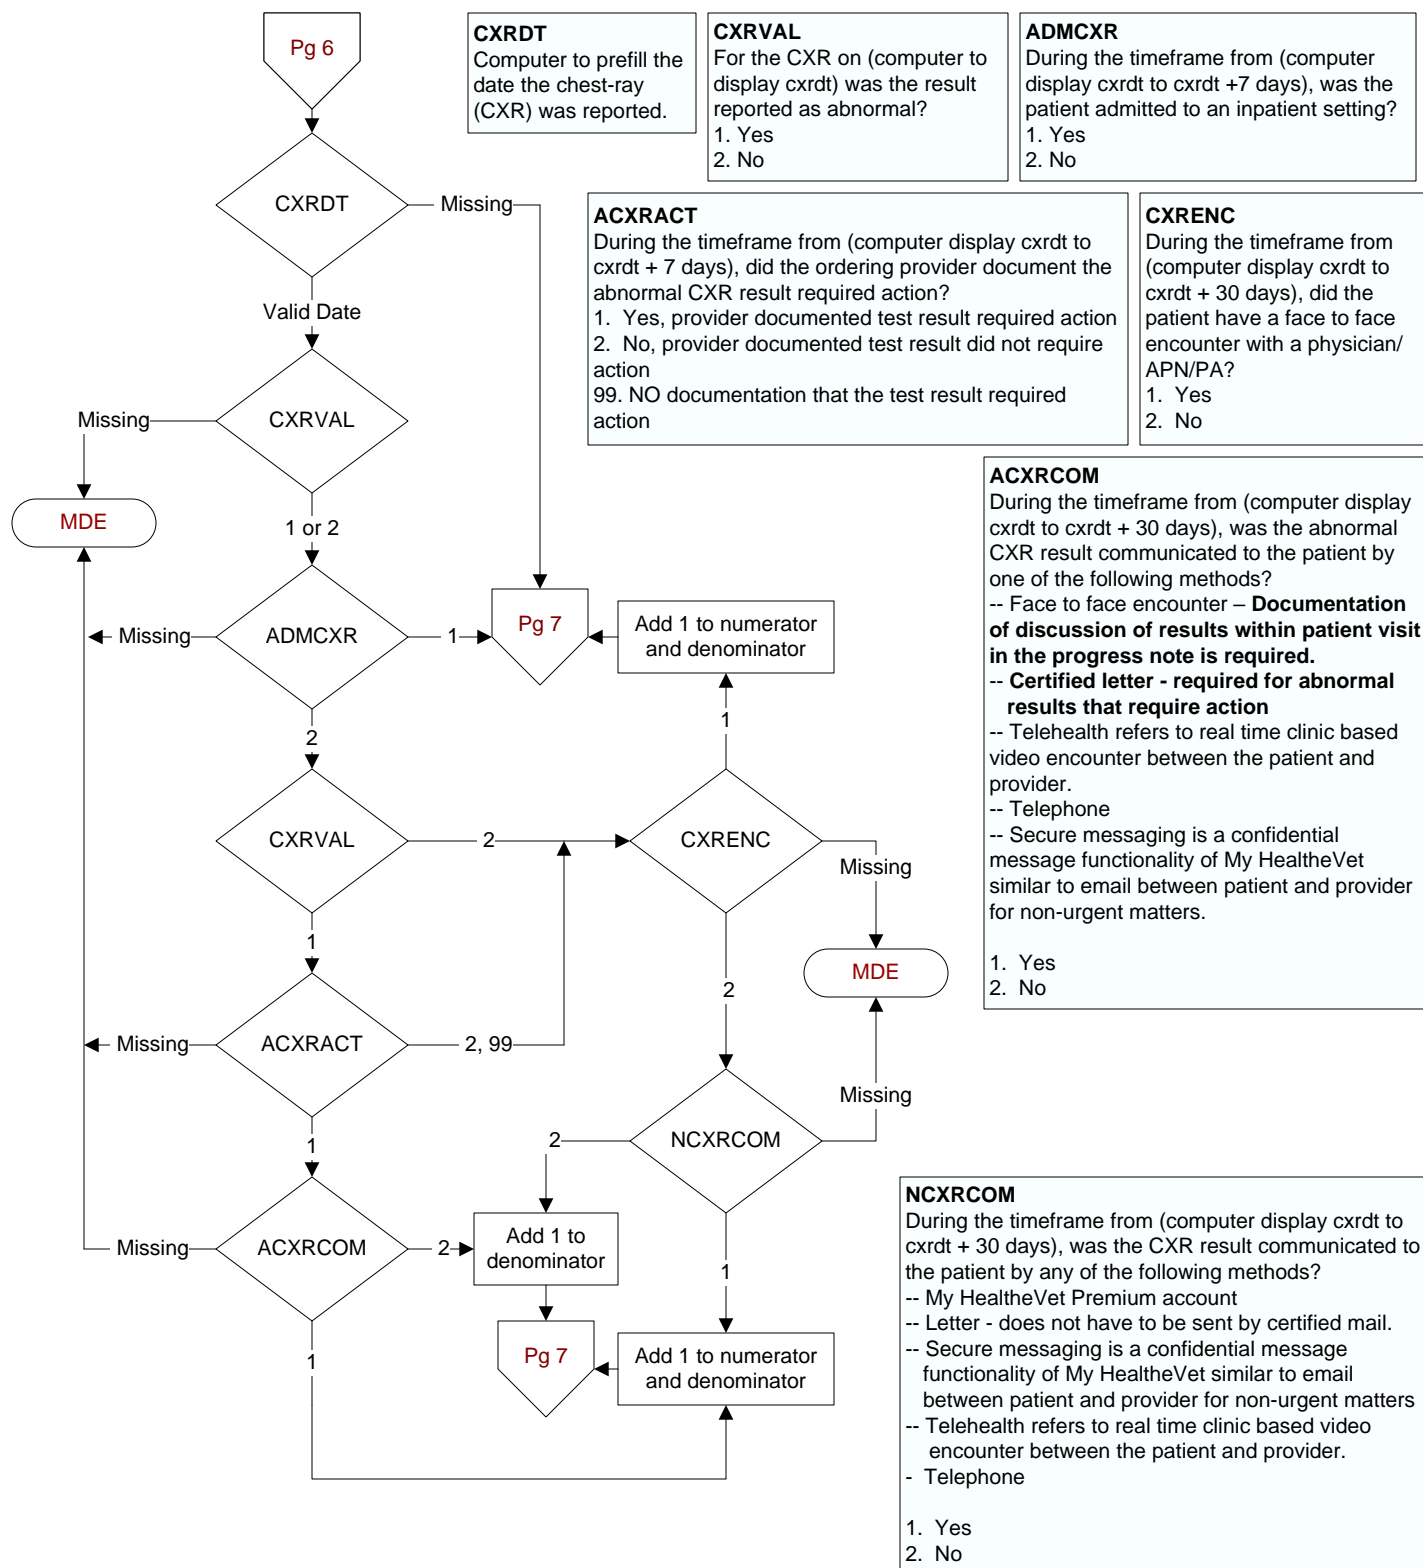 Pg 6
CXRDT
Computer to prefill the
date the chest-ray
(CXR) was reported.
CXRVAL
For the CXR on (computer to
display cxrdt) was the result
reported as abnormal?
1. Yes
2. No
ADMCXR
During the timeframe from (computer
display cxrdt to cxrdt +7 days), was the
patient admitted to an inpatient setting?
1. Yes
2. No
CXRDT
Missing
ACXRACT
During the timeframe from (computer display cxrdt to
cxrdt + 7 days), did the ordering provider document the
abnormal CXR result required action?
1. Yes, provider documented test result required action
2. No, provider documented test result did not require
action
99. NO documentation that the test result required
action
CXRENC
During the timeframe from
(computer display cxrdt to
cxrdt + 30 days), did the
patient have a face to face
encounter with a physician/
APN/PA?
1. Yes
2. No
Valid Date
Missing
CXRVAL
MDE
1 or 2
ACXRCOM
During the timeframe from (computer display
cxrdt to cxrdt + 30 days), was the abnormal
CXR result communicated to the patient by
one of the following methods?
-- Face to face encounter – Documentation
of discussion of results within patient visit
in the progress note is required.
-- Certified letter - required for abnormal
results that require action
-- Telehealth refers to real time clinic based
video encounter between the patient and
provider.
-- Telephone
-- Secure messaging is a confidential
message functionality of My HealtheVet
similar to email between patient and provider
for non-urgent matters.
1. Yes
2. No
Missing
ADMCXR
1
Pg 7
Add 1 to numerator
and denominator
2
1
CXRVAL
2
CXRENC
Missing
1
MDE
2
Missing
ACXRACT
2, 99
Missing
1
2
NCXRCOM
Missing
ACXRCOM
2
Add 1 to
denominator
1
1
Pg 7
Add 1 to numerator
and denominator
NCXRCOM
During the timeframe from (computer display cxrdt to
cxrdt + 30 days), was the CXR result communicated to
the patient by any of the following methods?
-- My HealtheVet Premium account
-- Letter - does not have to be sent by certified mail.
-- Secure messaging is a confidential message
functionality of My HealtheVet similar to email
between patient and provider for non-urgent matters
-- Telehealth refers to real time clinic based video
encounter between the patient and provider.
- Telephone
1. Yes
2. No